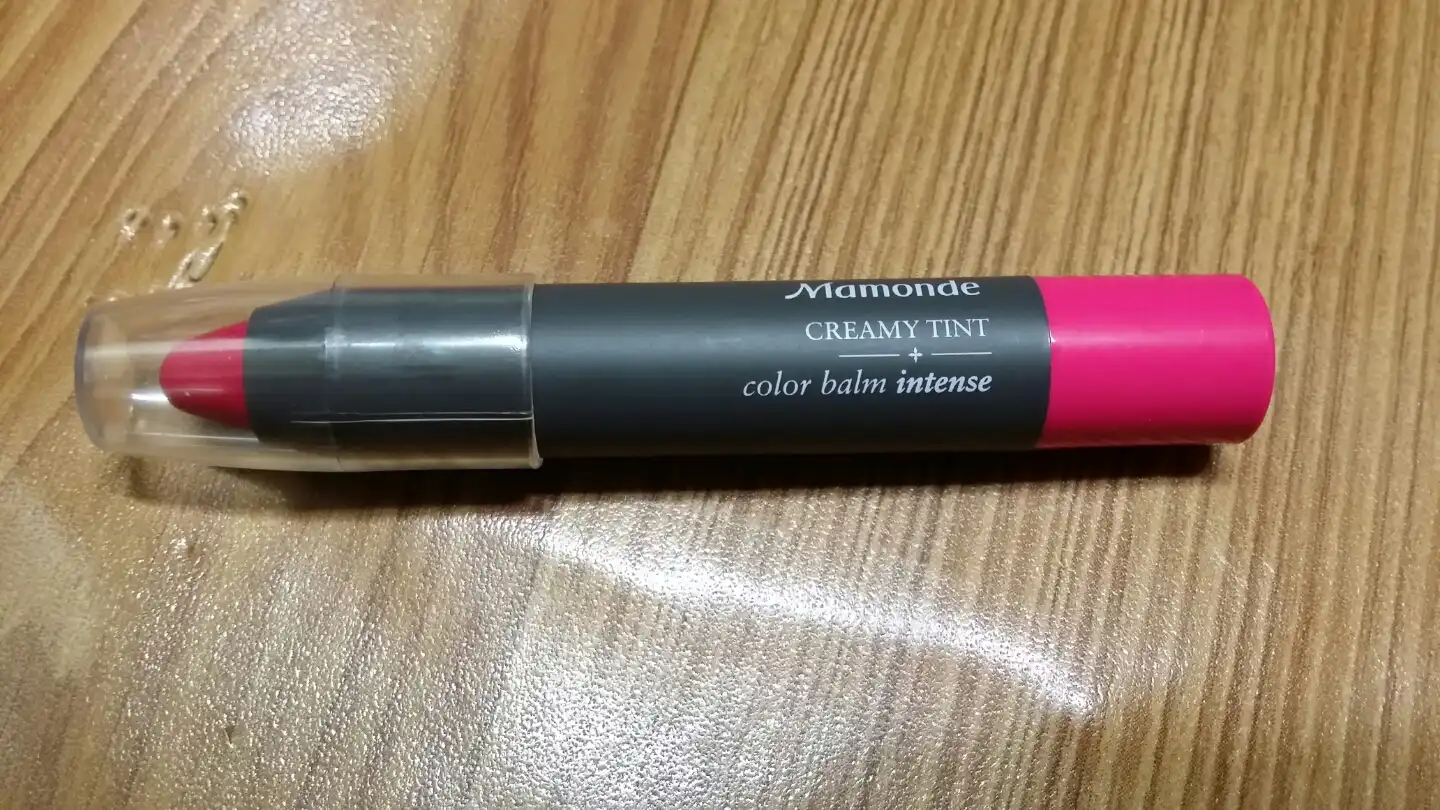 Mamonde
CREAMY TINT
+
color balm intense